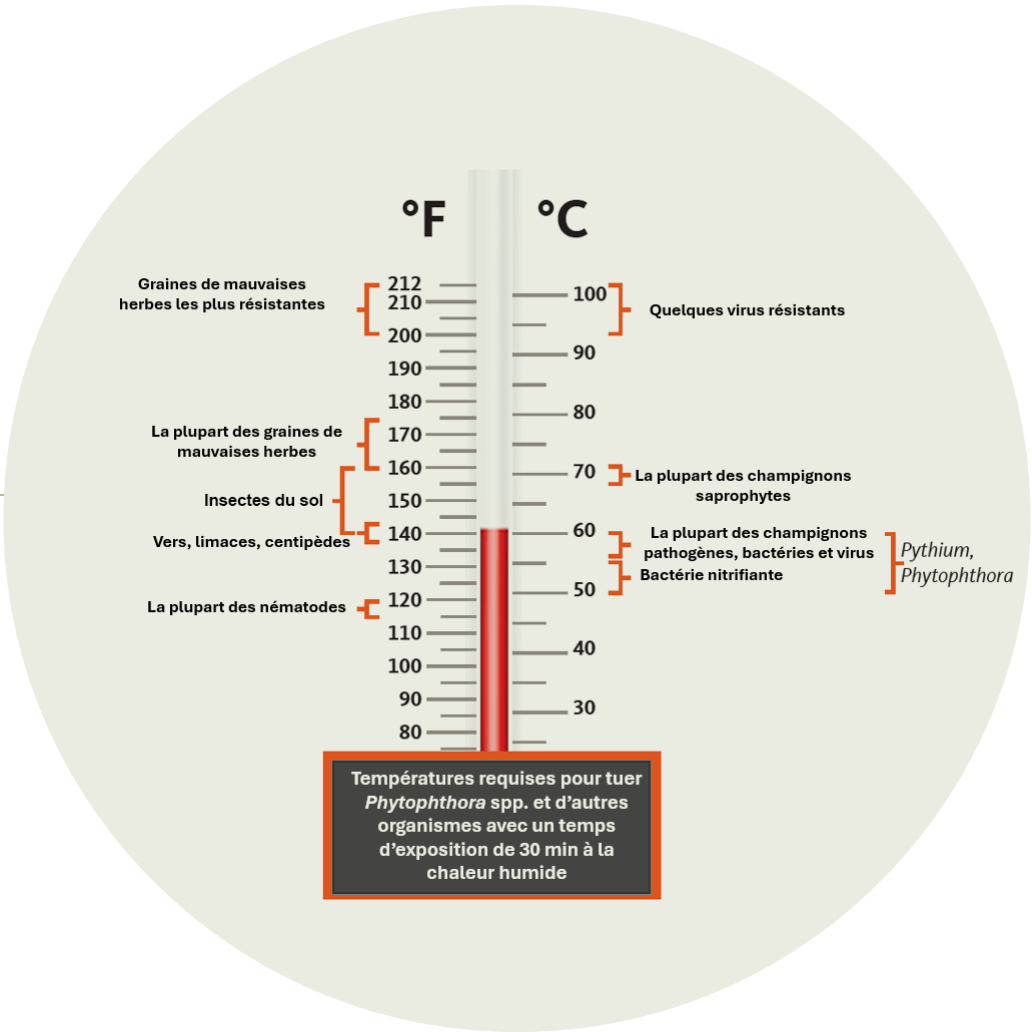 °F
°C
Graines de mauvaises
herbes les plus résistantes
La plupart des graines de
mauvaises herbes
Insectes du sol
Vers, limaces, centipèdes
La plupart des nématodes
212
210
200
190
180
170
160
150
140
130
120
110
100
90
80
100
90
80
70
60
50
40
30
Quelques virus résistants
La plupart des champignons
saprophytes
La plupart des champignons
pathogènes, bactéries et virus
Bactérie nitrifiante
Pythium,
Phytophthora
Températures requises pour tuer
Phytophthora spp. et d’autres
organismes avec un temps
d’exposition de 30 min à la
chaleur humide